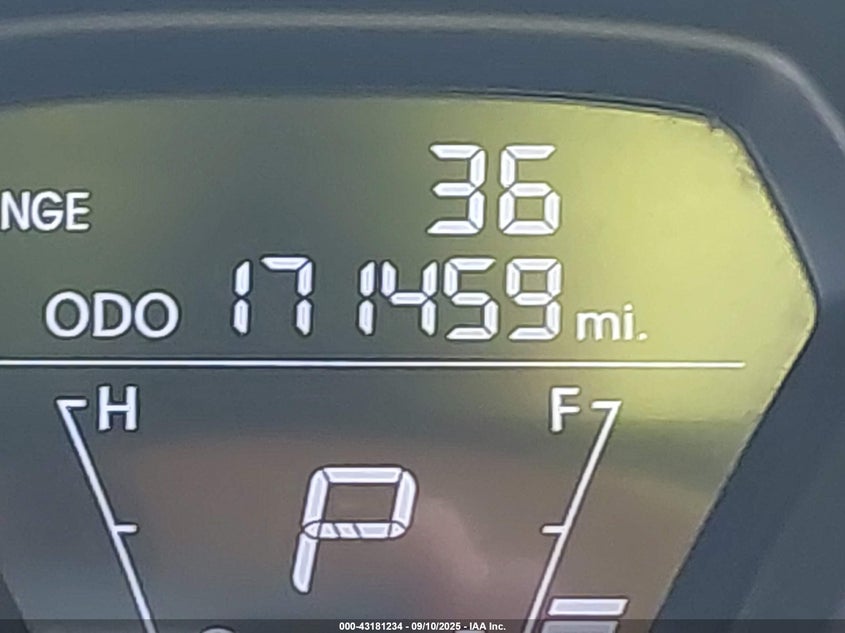 NGE 36
ODO 171459 mi.
H F
P
000-43181234 - 09/10/2025 - IAA Inc.